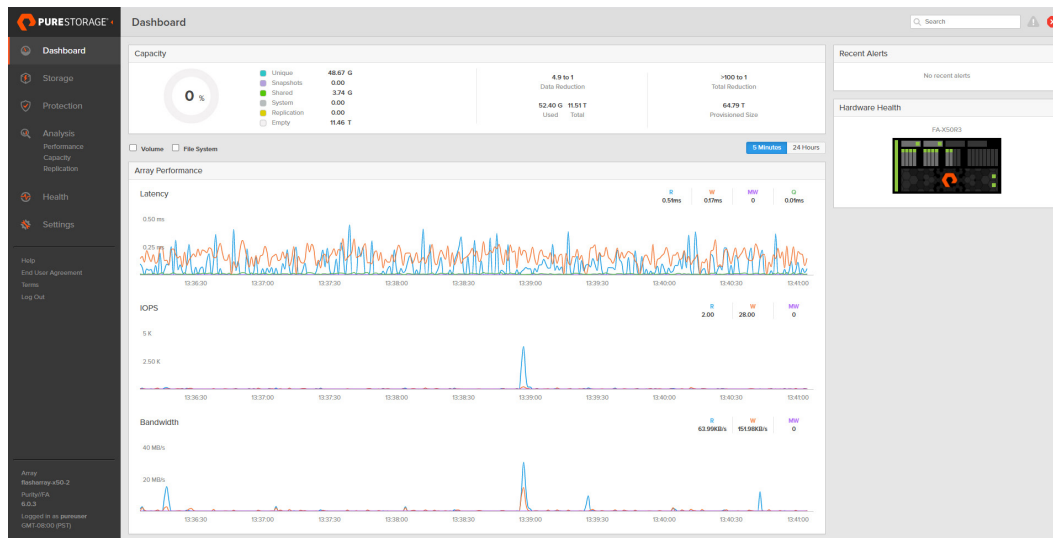 PURESTORAGE®
Dashboard
Search
Dashboard
Storage
Protection
Analysis
Performance
Capacity
Replication
Health
Settings
Help
End User Agreement
Terms
Log Out
Array
flasharray-x50-2
Purity//FA
6.0.3
Logged in as pureuser
GMT-08:00 (PST)
Capacity
0 %
Unique 48.67 G
Snapshots 0.00
Shared 3.74 G
System 0.00
Replication 0.00
Empty 11.46 T
4.9 to 1
Data Reduction
52.40 G 11.51 T
Used Total
>100 to 1
Total Reduction
64.79 T
Provisioned Size
Volume File System
5 Minutes 24 Hours
Array Performance
Latency
R W MW Q
0.51ms 0.17ms 0 0.01ms
0.50 ms
0.25 ms
13:36:30 13:37:00 13:37:30 13:38:00 13:38:30 13:39:00 13:39:30 13:40:00 13:40:30 13:41:00
IOPS
R W MW
2.00 28.00 0
5 K
2.50 K
13:36:30 13:37:00 13:37:30 13:38:00 13:38:30 13:39:00 13:39:30 13:40:00 13:40:30 13:41:00
Bandwidth
R W MW
63.99KB/s 151.98KB/s 0
40 MB/s
20 MB/s
13:36:30 13:37:00 13:37:30 13:38:00 13:38:30 13:39:00 13:39:30 13:40:00 13:40:30 13:41:00
Recent Alerts
No recent alerts
Hardware Health
FA-X50R3